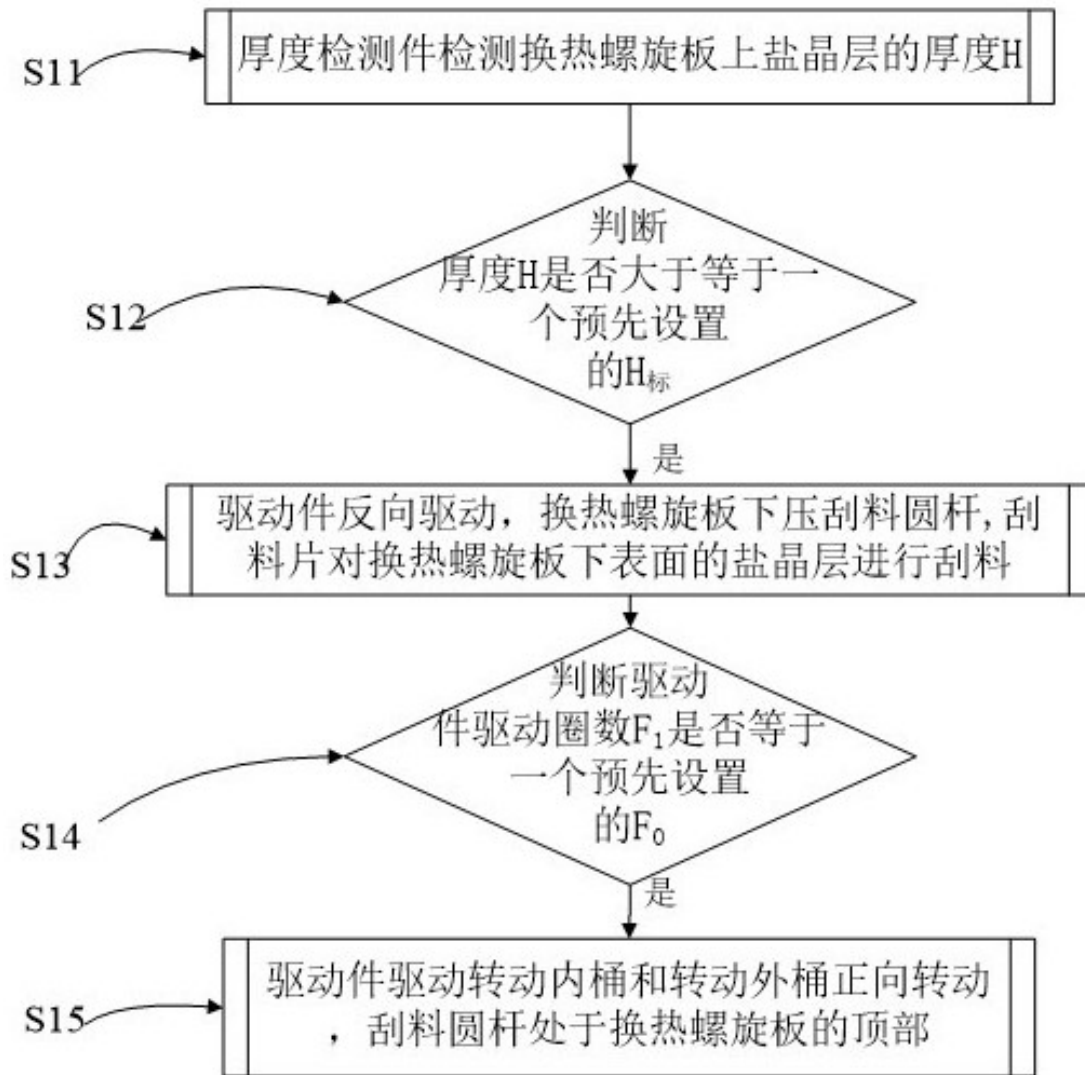 S11
厚度检测件检测换热螺旋板上盐晶层的厚度H
S12
判断
厚度H是否大于等于一
个预先设置
的H标
是
S13
驱动件反向驱动，换热螺旋板下压刮料圆杆,刮
料片对换热螺旋板下表面的盐晶层进行刮料
S14
判断驱动
件驱动圈数F₁是否等于
一个预先设置
的F₀
是
S15
驱动件驱动转动内桶和转动外桶正向转动
，刮料圆杆处于换热螺旋板的顶部